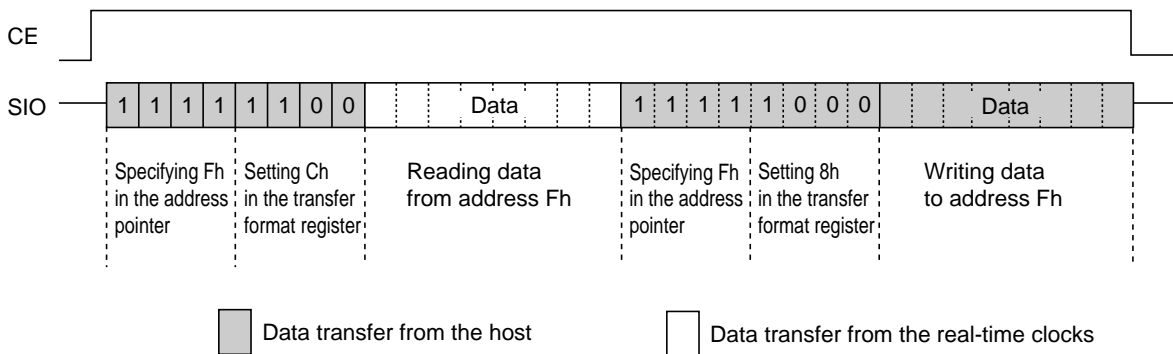 CE
SIO
1 1 1 1 1 1 0 0 Data 1 1 1 1 1 0 0 0 Data
Specifying Fh
in the address
pointer
Setting Ch
in the transfer
format register
Reading data
from address Fh
Specifying Fh
in the address
pointer
Setting 8h
in the transfer
format register
Writing data
to address Fh
Data transfer from the host
Data transfer from the real-time clocks